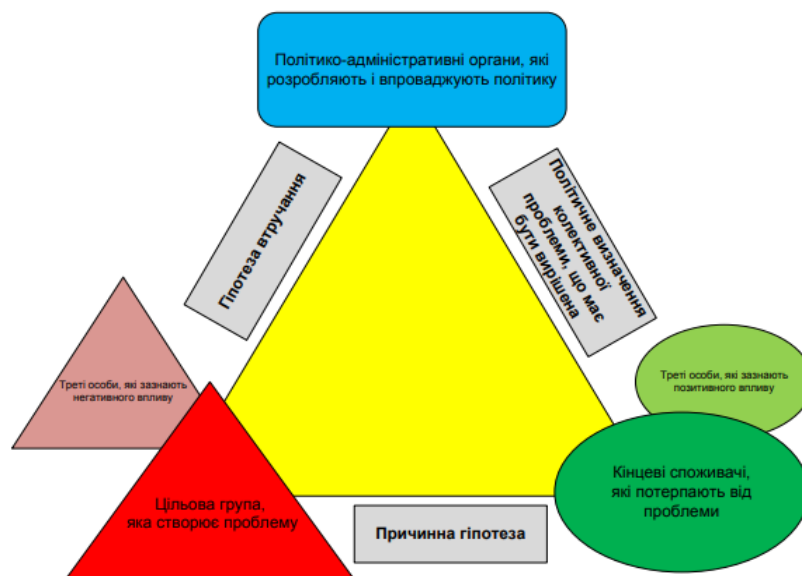 Політико-адміністративні органи, які
розробляють і впроваджують політику
Гіпотеза втручання
Політичне визначення
колективної
проблеми, що має
бути вирішена
Треті особи, які зазнають
негативного впливу
Треті особи, які зазнають
позитивного впливу
Цільова група,
яка створює проблему
Кінцеві споживачі,
які потерпають від
проблеми
Причинна гіпотеза